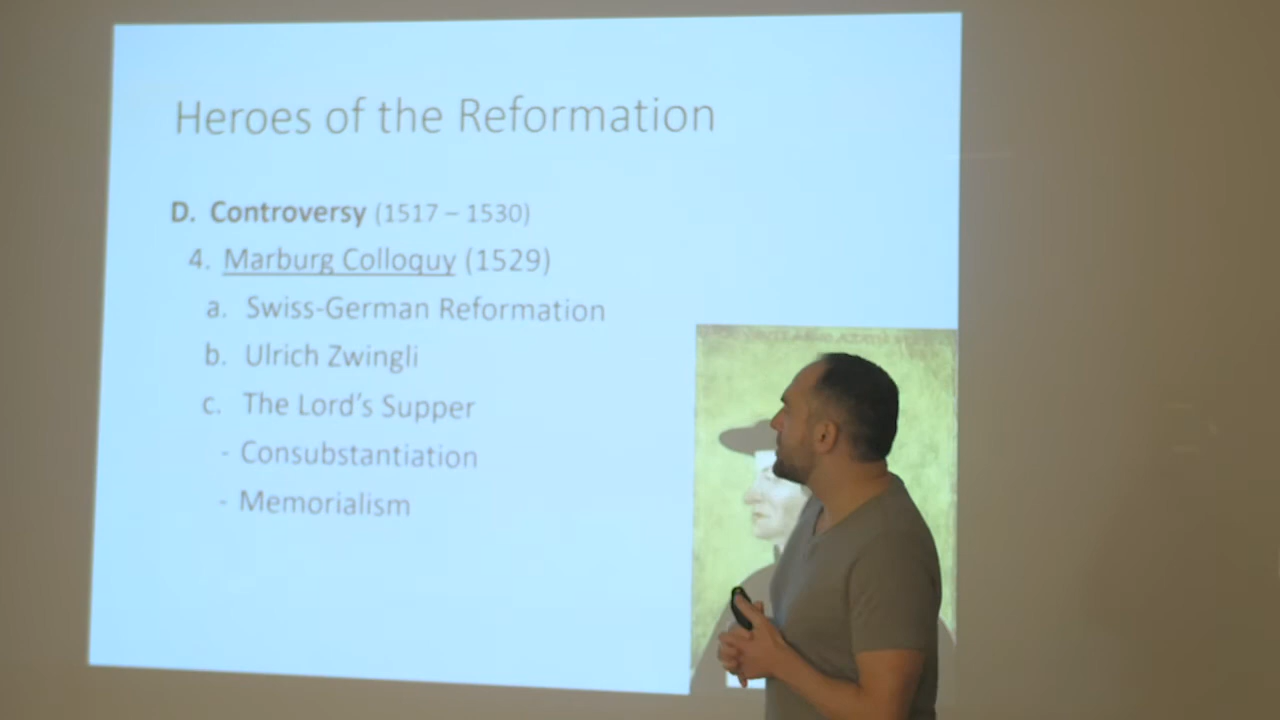 Heroes of the Reformation
D. Controversy (1517 – 1530)
4. Marburg Colloquy (1529)
a. Swiss-German Reformation
b. Ulrich Zwingli
c. The Lord's Supper
- Consubstantiation
- Memorialism